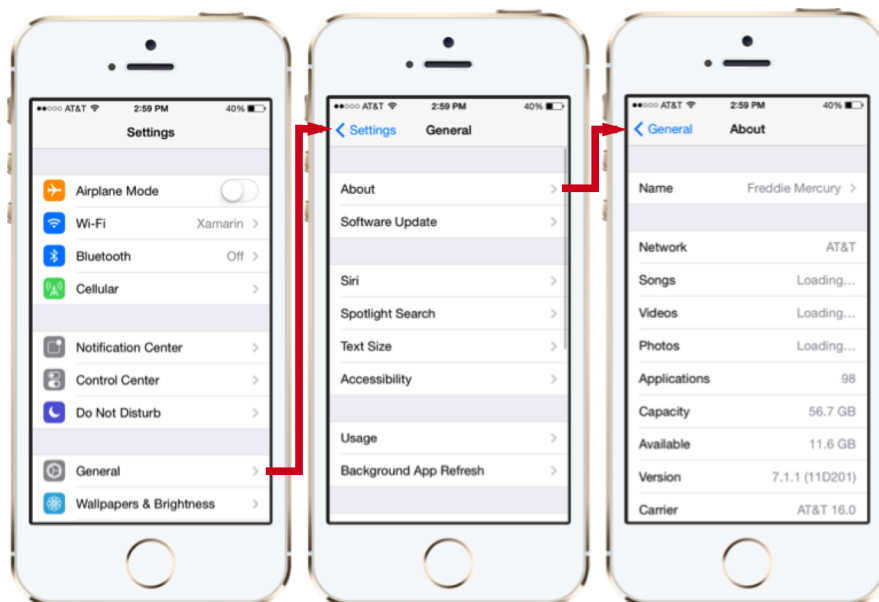 AT&T 2:59 PM 40%
Settings
Airplane Mode
Wi-Fi Xamarin
Bluetooth Off
Cellular
Notification Center
Control Center
Do Not Disturb
General
Wallpapers & Brightness
AT&T 2:59 PM 40%
Settings General
About
Software Update
Siri
Spotlight Search
Text Size
Accessibility
Usage
Background App Refresh
AT&T 2:59 PM 40%
General About
Name Freddie Mercury
Network AT&T
Songs Loading...
Videos Loading...
Photos Loading...
Applications 98
Capacity 56.7 GB
Available 11.6 GB
Version 7.1.1 (11D201)
Carrier AT&T 16.0